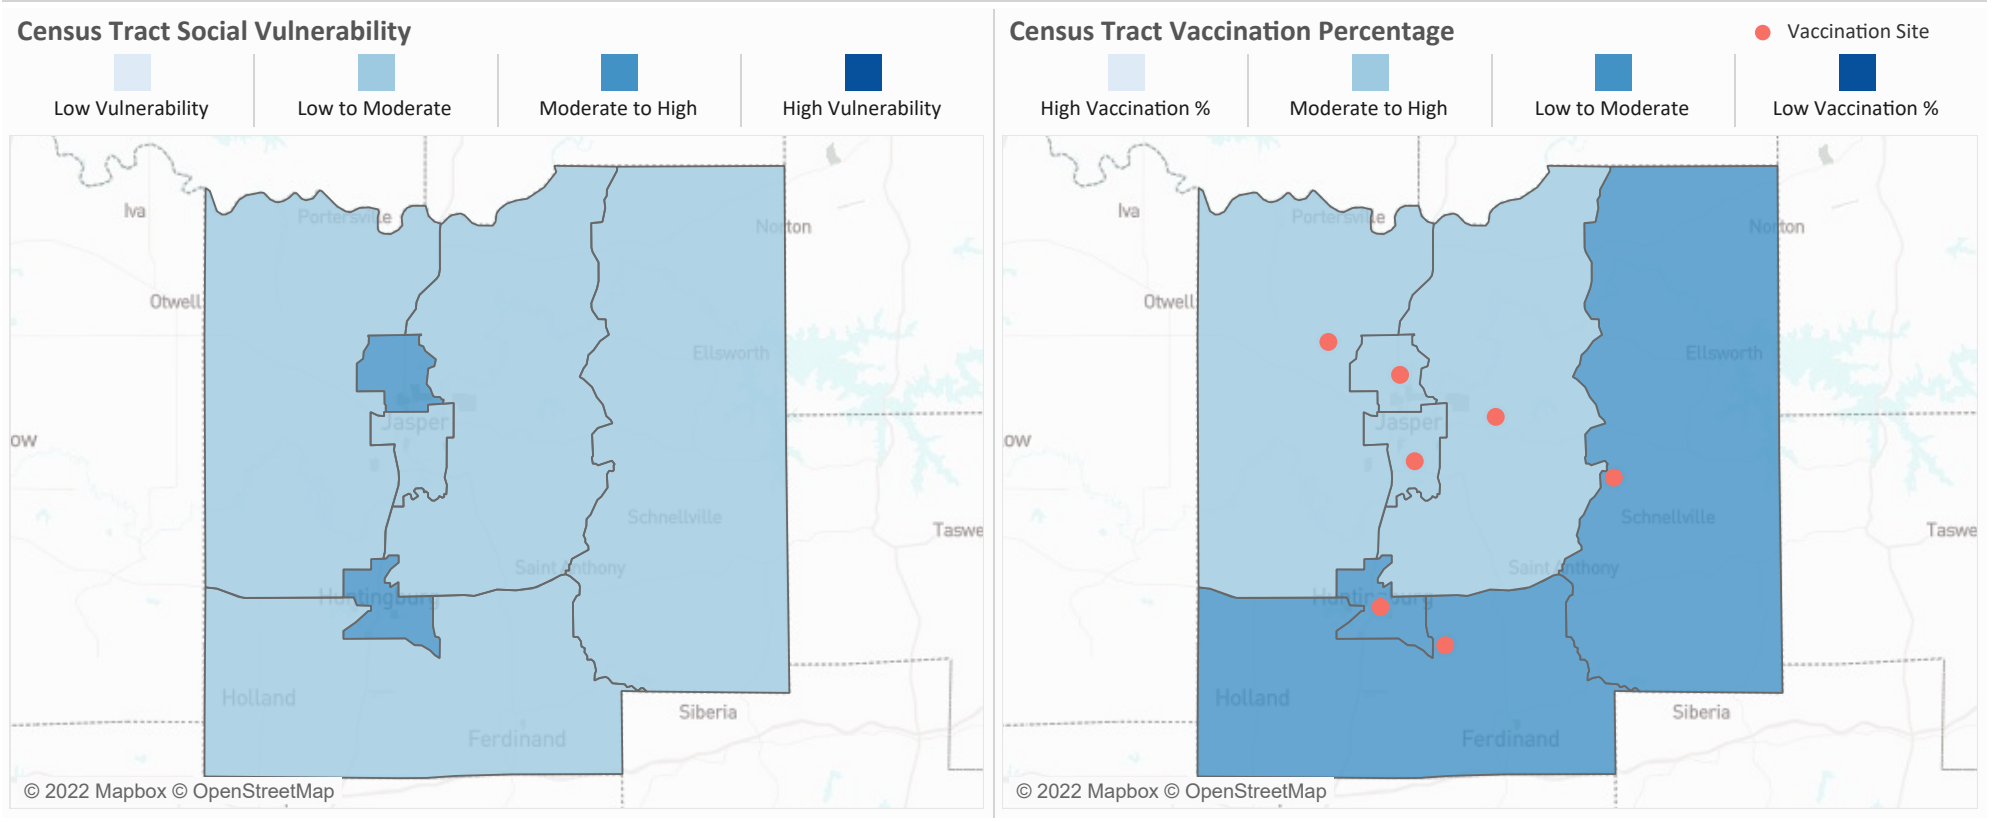 Census Tract Social Vulnerability
Low Vulnerability
Low to Moderate
Moderate to High
High Vulnerability
Iva
Portersville
Norton
Otwell
Ellsworth
Jasper
ow
Schnellville
Taswe
Saint Anthony
Huntingburg
Holland
Siberia
Ferdinand
© 2022 Mapbox © OpenStreetMap
Census Tract Vaccination Percentage
Vaccination Site
High Vaccination %
Moderate to High
Low to Moderate
Low Vaccination %
Iva
Portersville
Norton
Otwell
Ellsworth
Jasper
ow
Schnellville
Taswe
Saint Anthony
Huntingburg
Holland
Siberia
Ferdinand
© 2022 Mapbox © OpenStreetMap